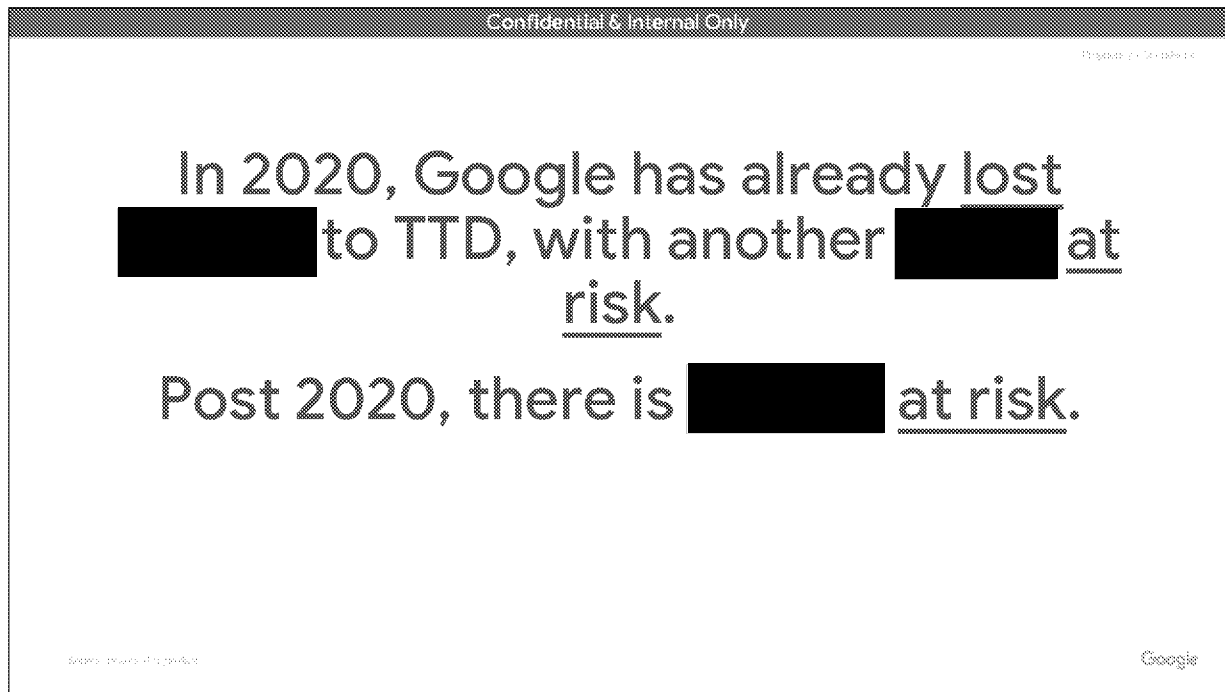 Confidential & Internal Only
In 2020, Google has already lost
to TTD, with another at
risk.
Post 2020, there is at risk.
Google